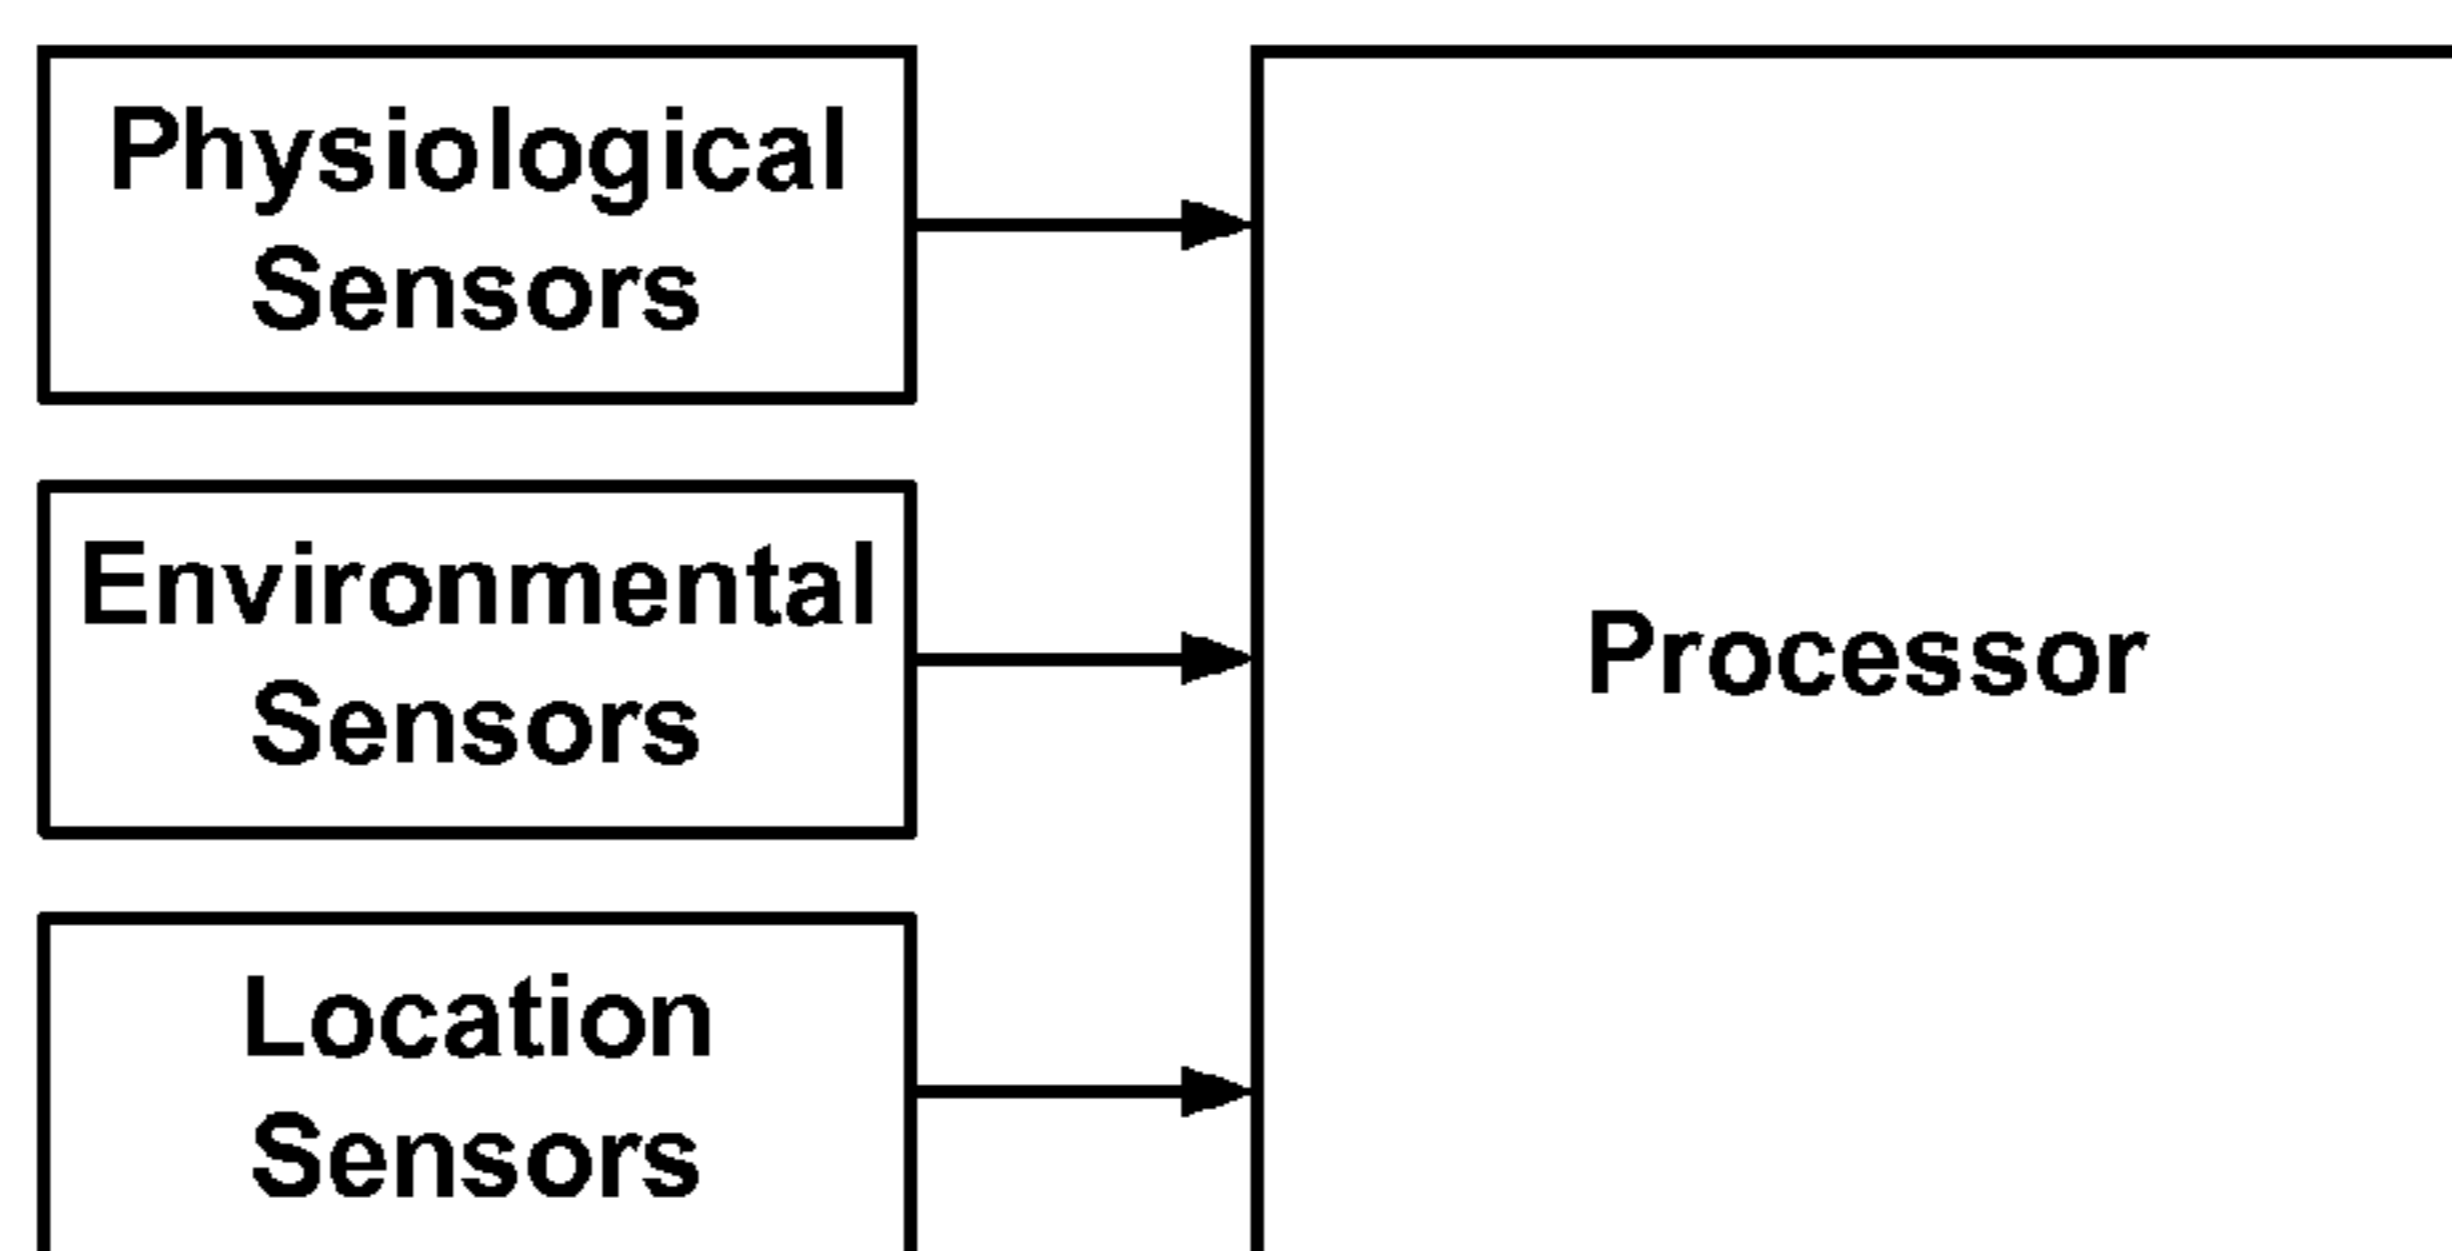 Physiological
Sensors
Environmental
Sensors
Processor
Location
Sensors